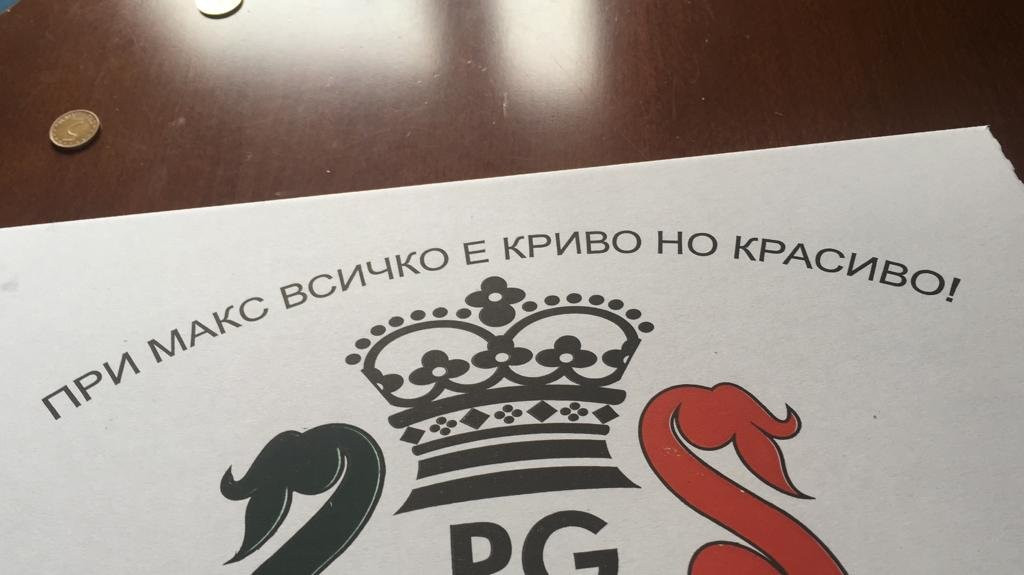 ПРИ МАКС ВСИЧКО Е КРИВО НО КРАСИВО!
PG